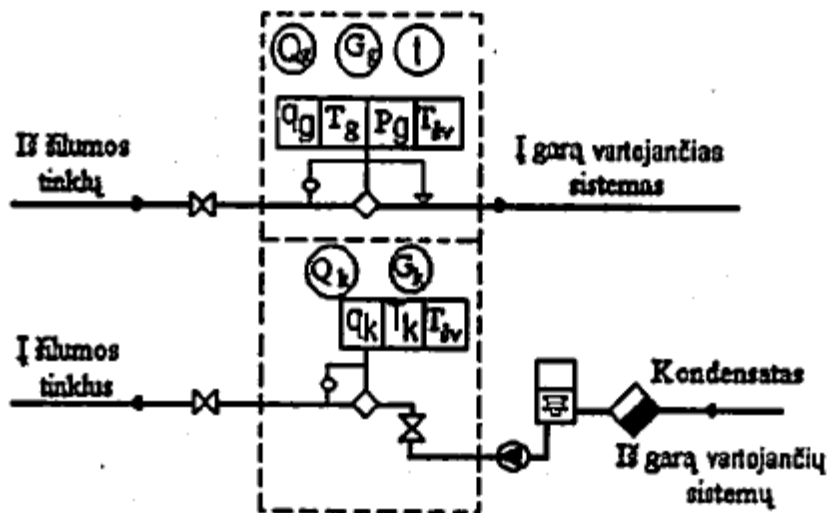 Qg Gg t
qg Tg Pg Tšv
Iš šilumos
tinklų
Į garą vartojančias
sistemas
Qk Gk
qk Tk Tšv
Į šilumos
tinklus
Kondensatas
Iš garą vartojančių
sistemų